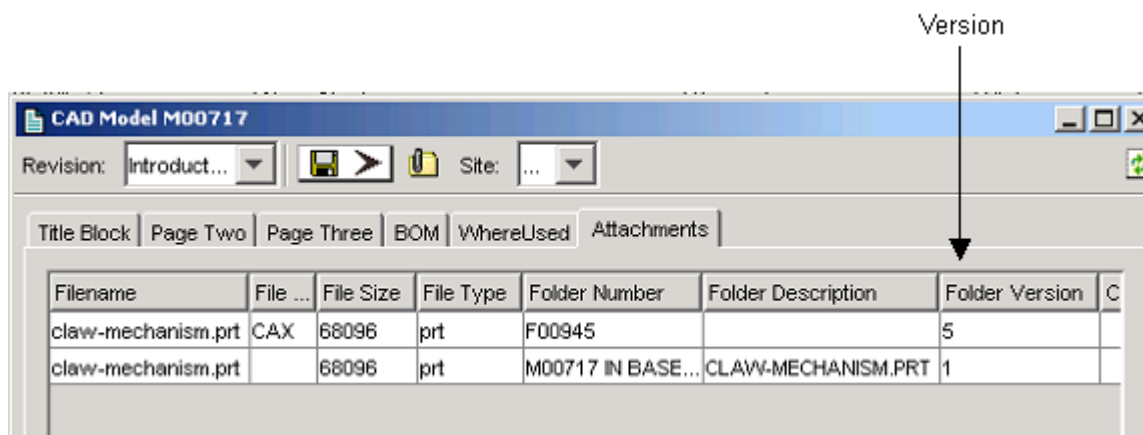 Version
CAD Model M00717
Revision: Introduct... Site: ...
Title Block Page Two Page Three BOM WhereUsed Attachments
Filename File ... File Size File Type Folder Number Folder Description Folder Version C
claw-mechanism.prt CAX 68096 prt F00945 5
claw-mechanism.prt 68096 prt M00717 IN BASE... CLAW-MECHANISM.PRT 1